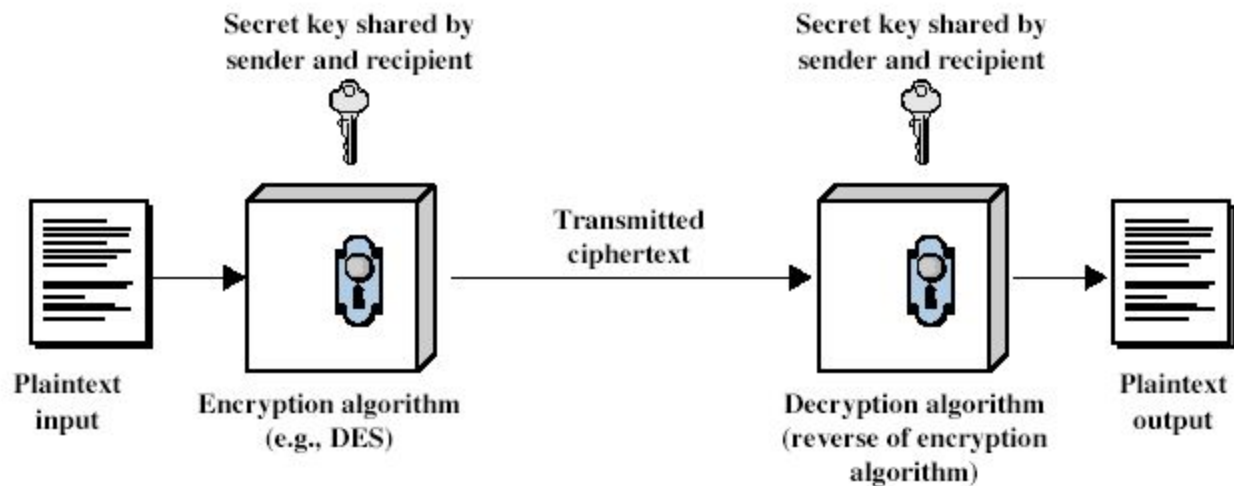 Secret key shared by
sender and recipient
Secret key shared by
sender and recipient
Transmitted
ciphertext
Plaintext
input
Encryption algorithm
(e.g., DES)
Decryption algorithm
(reverse of encryption
algorithm)
Plaintext
output